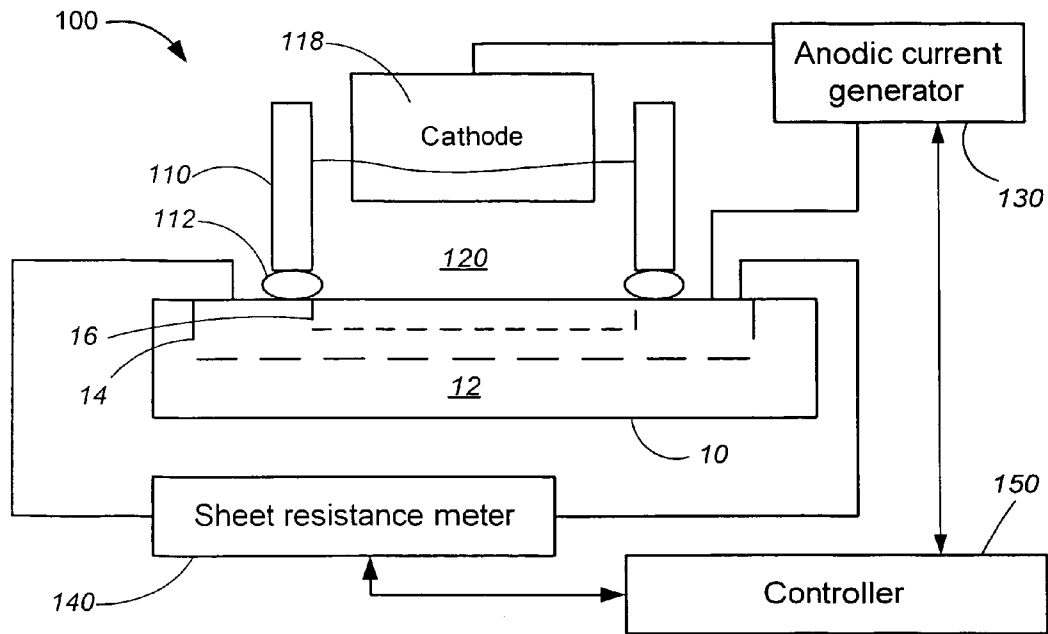 100
118
Anodic current
generator
Cathode
110
130
112
120
16
14
12
10
150
Sheet resistance meter
140
Controller